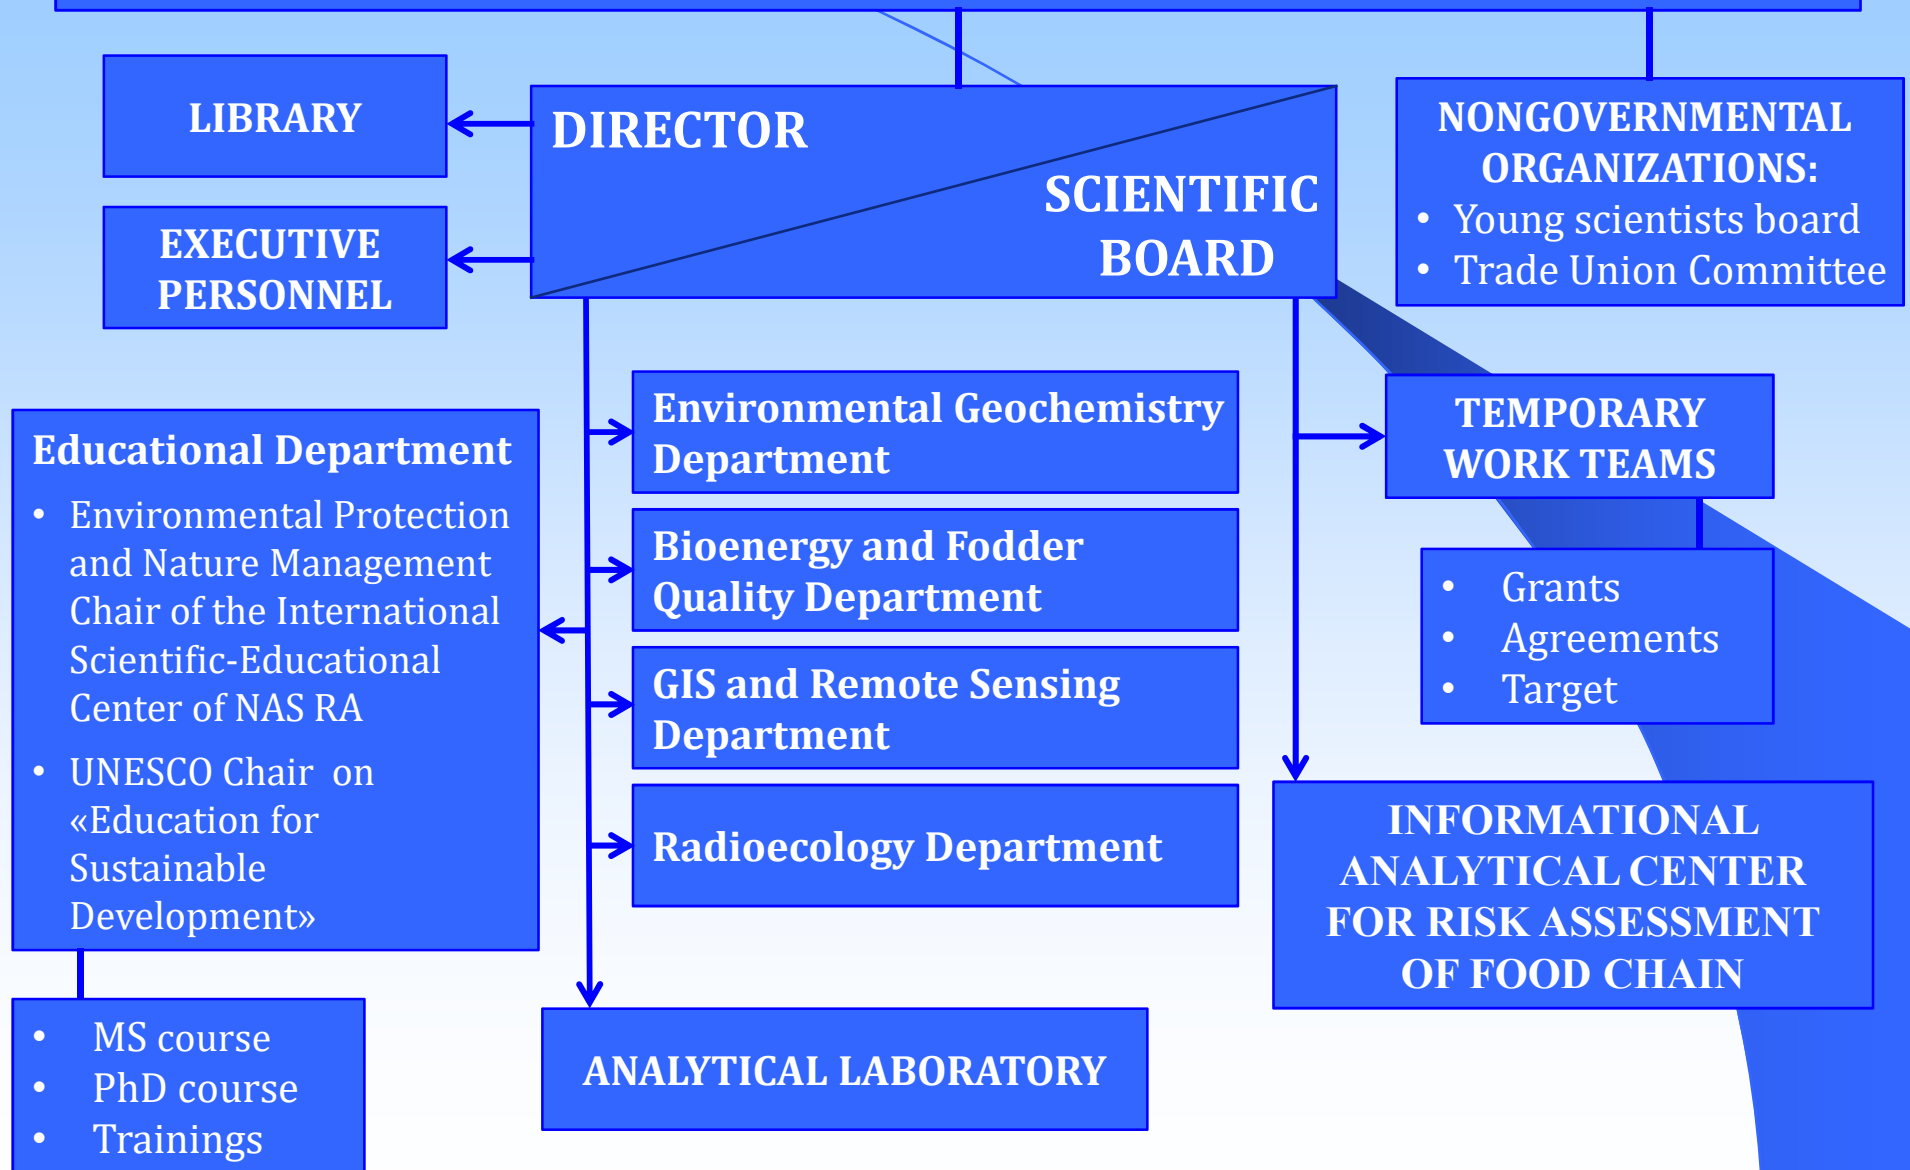 LIBRARY
DIRECTOR
SCIENTIFIC
BOARD
NONGOVERNMENTAL
ORGANIZATIONS:
• Young scientists board
• Trade Union Committee
EXECUTIVE
PERSONNEL
Educational Department
• Environmental Protection
and Nature Management
Chair of the International
Scientific-Educational
Center of NAS RA
• UNESCO Chair on
«Education for
Sustainable
Development»
• MS course
• PhD course
• Trainings
Environmental Geochemistry
Department
Bioenergy and Fodder
Quality Department
GIS and Remote Sensing
Department
Radioecology Department
ANALYTICAL LABORATORY
TEMPORARY
WORK TEAMS
• Grants
• Agreements
• Target
INFORMATIONAL
ANALYTICAL CENTER
FOR RISK ASSESSMENT
OF FOOD CHAIN